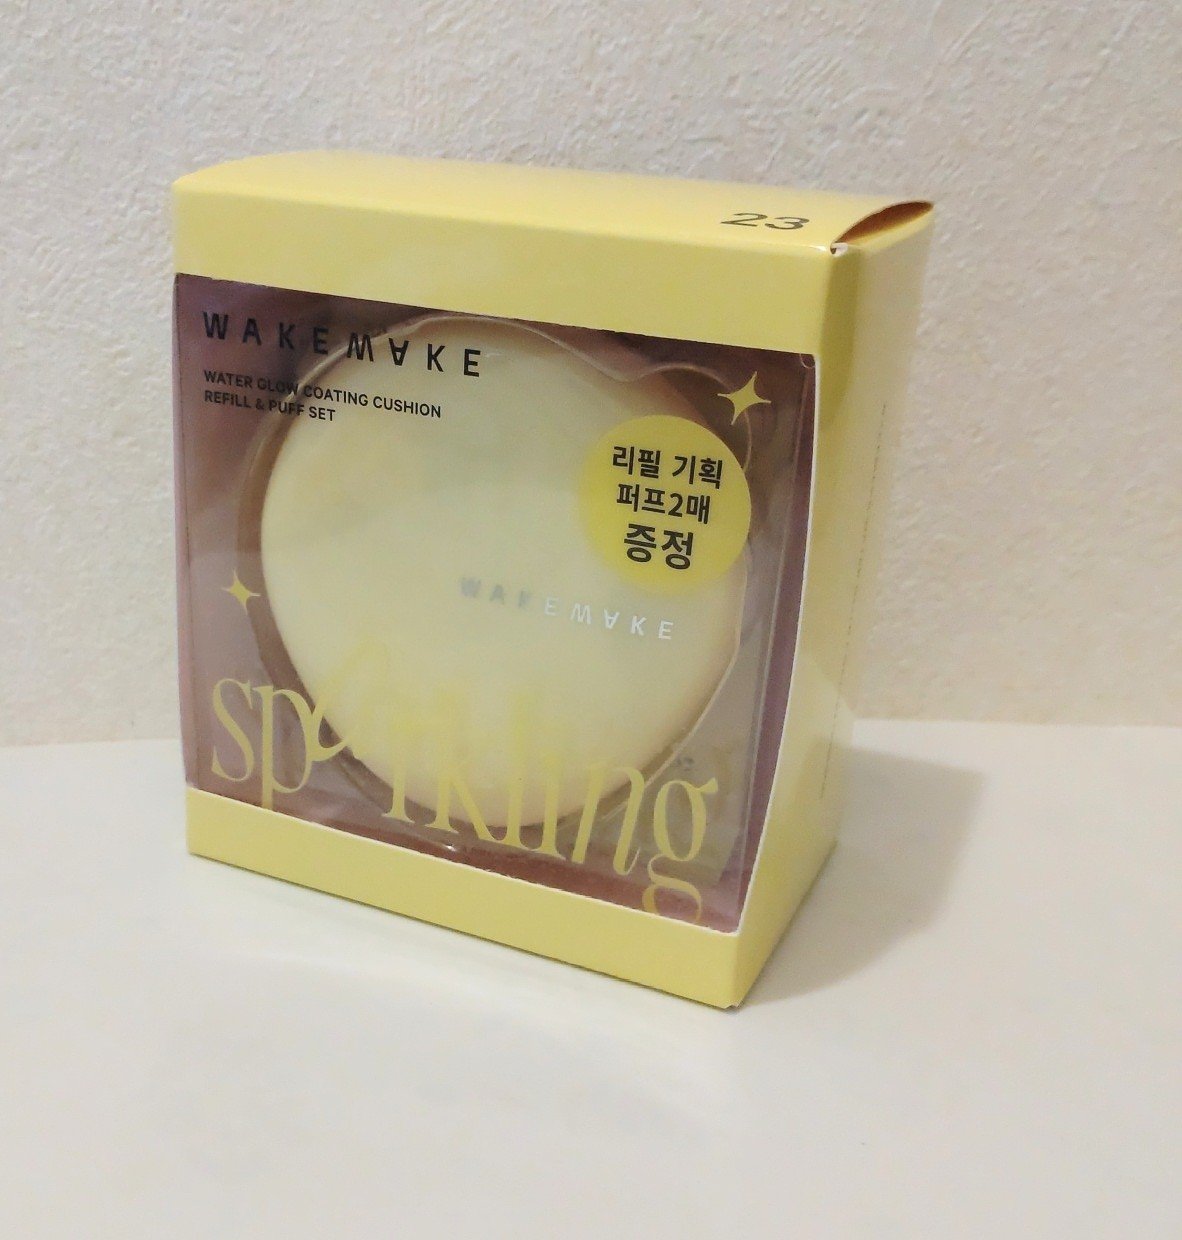 23
WAKEMAKE
WATER GLOW COATING CUSHION
REFILL & PUFF SET
리필 기획
퍼프2매
증정
WAKEMAKE
sparkling